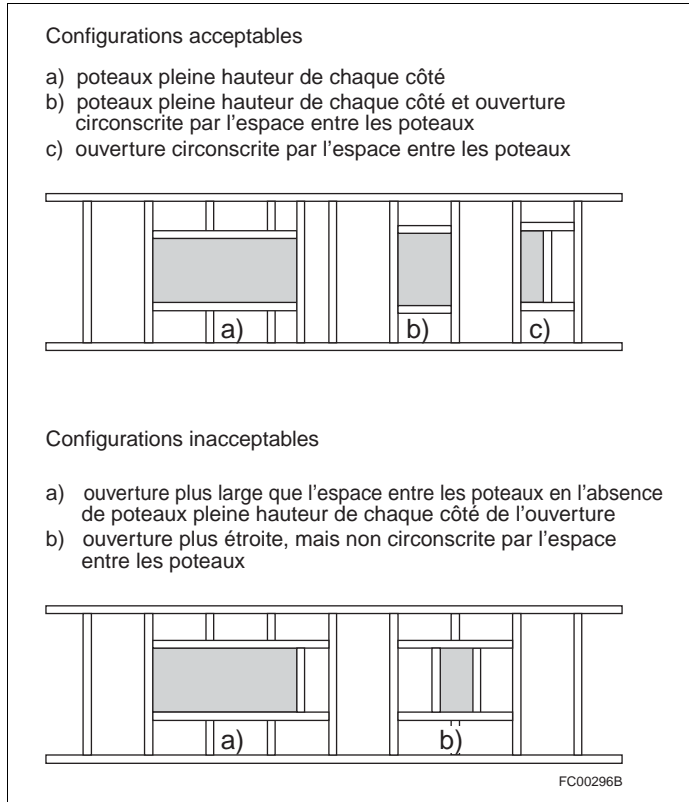 Configurations acceptables
a) poteaux pleine hauteur de chaque côté
b) poteaux pleine hauteur de chaque côté et ouverture
circonscrite par l'espace entre les poteaux
c) ouverture circonscrite par l'espace entre les poteaux
a) b) c)
Configurations inacceptables
a) ouverture plus large que l'espace entre les poteaux en l'absence
de poteaux pleine hauteur de chaque côté de l'ouverture
b) ouverture plus étroite, mais non circonscrite par l'espace
entre les poteaux
a) b)
FC00296B